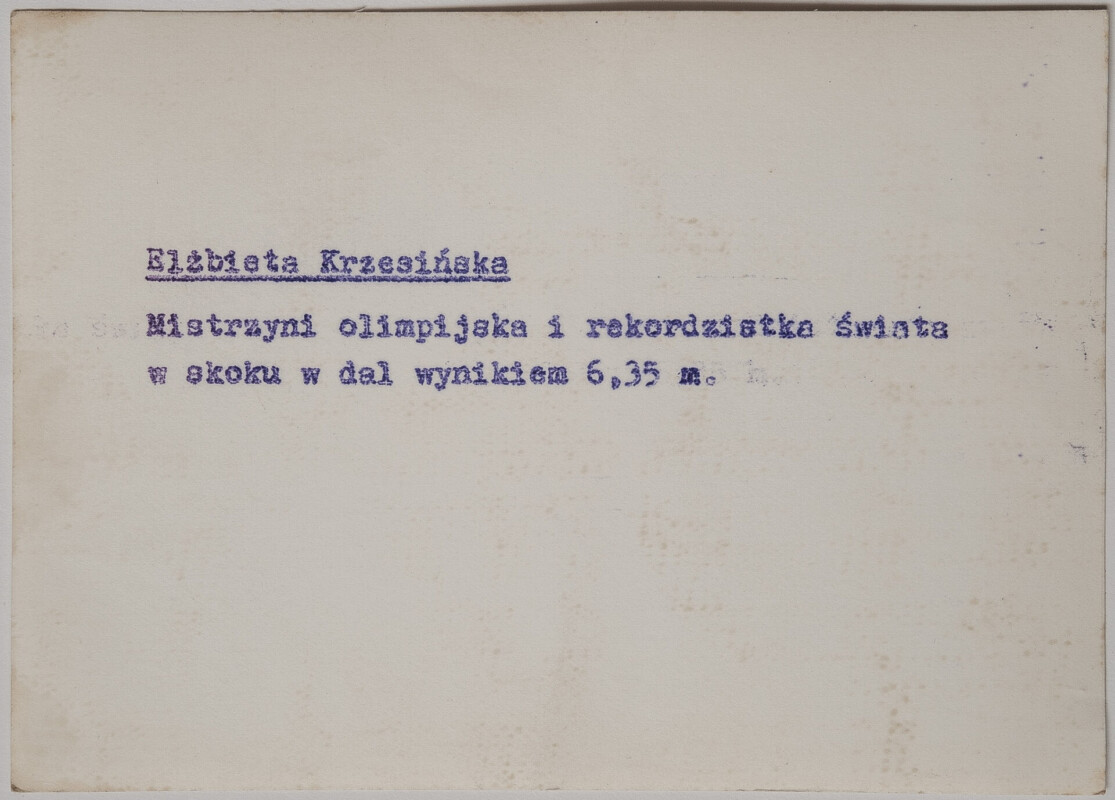 Elżbieta Krzesińska
Mistrzyni olimpijska i rekordzistka świata
w skoku w dal wynikiem 6,35 m.